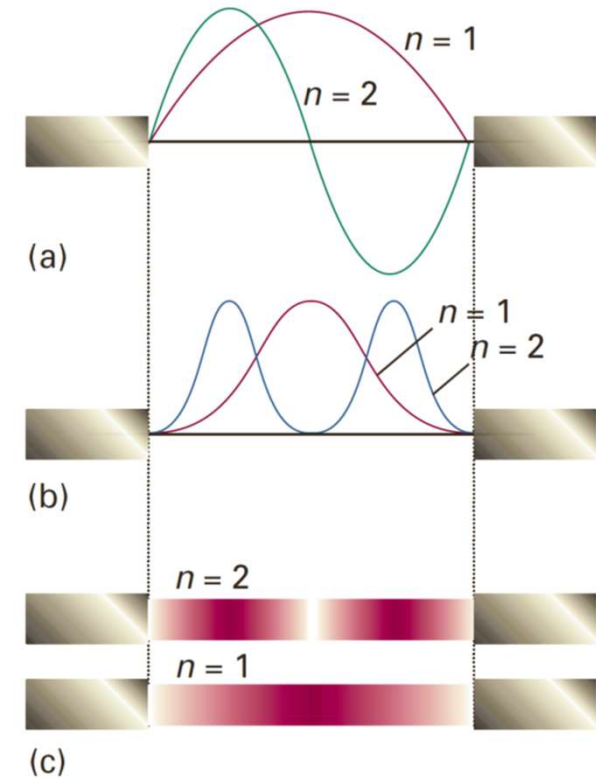 n = 1
n = 2
(a)
n = 1
n = 2
(b)
n = 2
n = 1
(c)